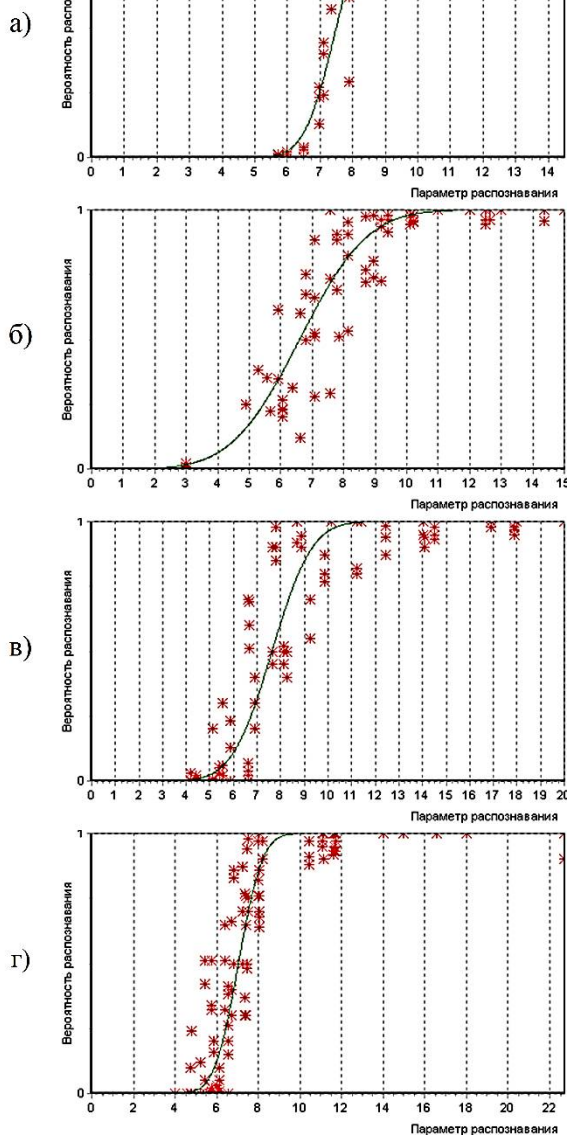 а)
Вероятность распо
0
0 1 2 3 4 5 6 7 8 9 10 11 12 13 14
Параметр распознавания
б)
Вероятность распознавания
1
0
0 1 2 3 4 5 6 7 8 9 10 11 12 13 14 15
Параметр распознавания
в)
Вероятность распознавания
1
0
0 1 2 3 4 5 6 7 8 9 10 11 12 13 14 15 16 17 18 19 20
Параметр распознавания
г)
Вероятность распознавания
1
0
0 2 4 6 8 10 12 14 16 18 20 22
Параметр распознавания